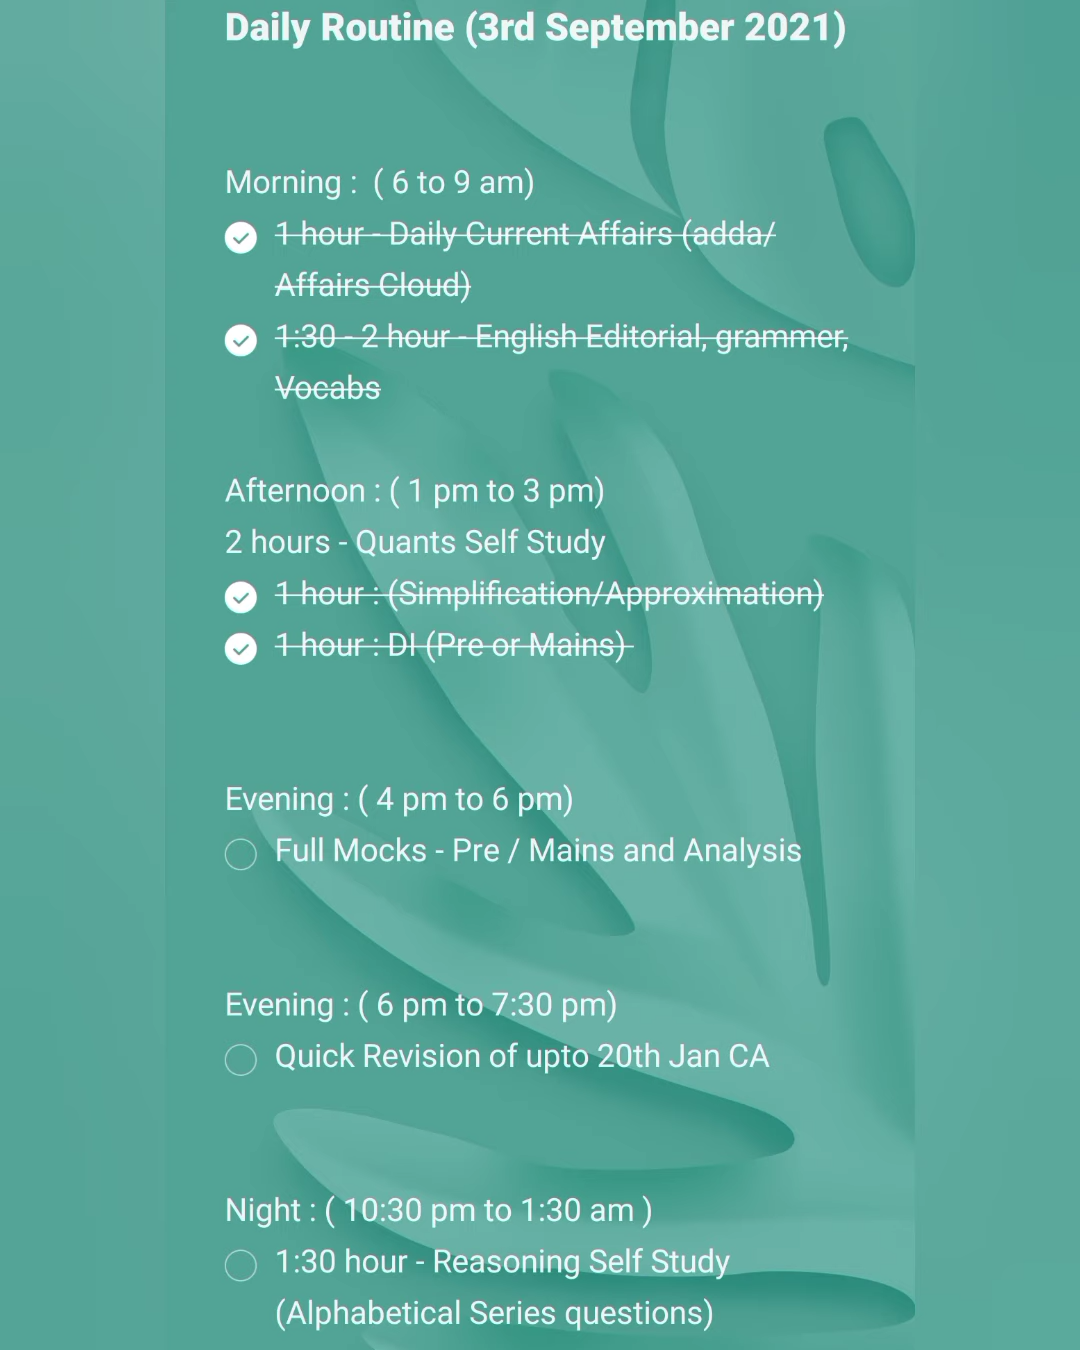 Daily Routine (3rd September 2021)
Morning :  ( 6 to 9 am)
1 hour - Daily Current Affairs (adda/
Affairs Cloud)
1:30 - 2 hour - English Editorial, grammer,
Vocabs
Afternoon : ( 1 pm to 3 pm)
2 hours - Quants Self Study
1 hour : (Simplification/Approximation)
1 hour : DI (Pre or Mains)
Evening : ( 4 pm to 6 pm)
Full Mocks - Pre / Mains and Analysis
Evening : ( 6 pm to 7:30 pm)
Quick Revision of upto 20th Jan CA
Night : ( 10:30 pm to 1:30 am )
1:30 hour - Reasoning Self Study
(Alphabetical Series questions)